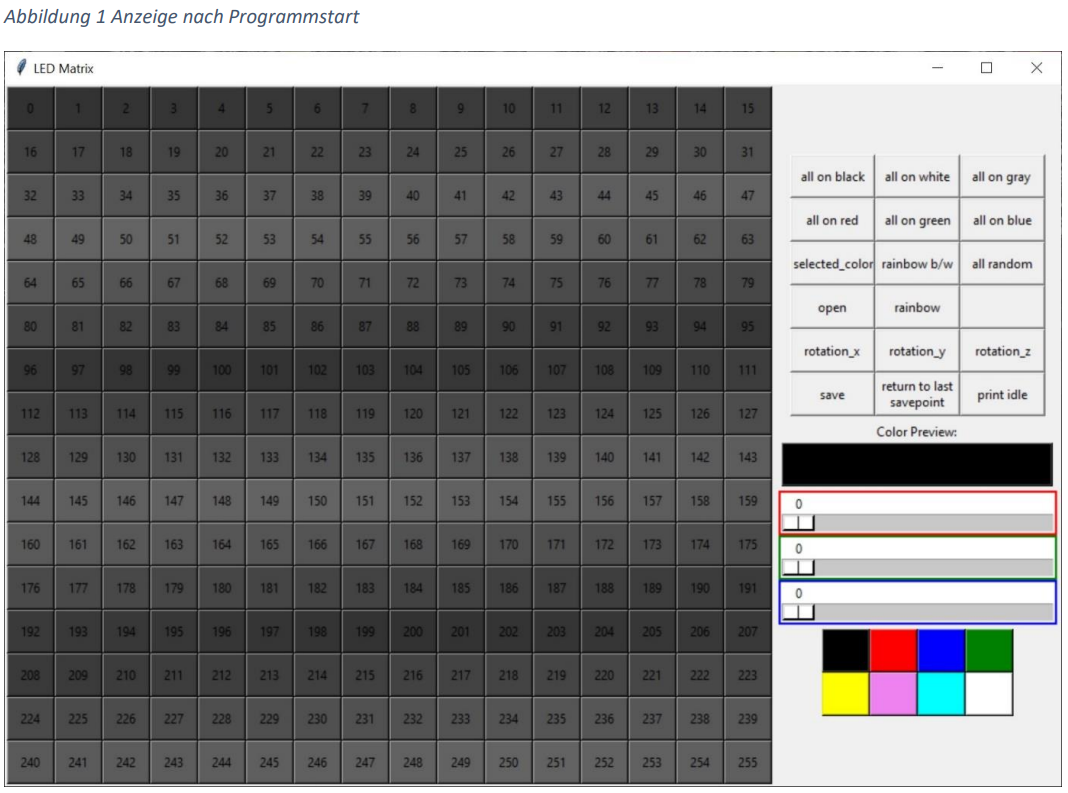 Abbildung 1 Anzeige nach Programmstart
LED Matrix
0 1 2 3 4 5 6 7 8 9 10 11 12 13 14 15
16 17 18 19 20 21 22 23 24 25 26 27 28 29 30 31
32 33 34 35 36 37 38 39 40 41 42 43 44 45 46 47
48 49 50 51 52 53 54 55 56 57 58 59 60 61 62 63
64 65 66 67 68 69 70 71 72 73 74 75 76 77 78 79
80 81 82 83 84 85 86 87 88 89 90 91 92 93 94 95
96 97 98 99 100 101 102 103 104 105 106 107 108 109 110 111
112 113 114 115 116 117 118 119 120 121 122 123 124 125 126 127
128 129 130 131 132 133 134 135 136 137 138 139 140 141 142 143
144 145 146 147 148 149 150 151 152 153 154 155 156 157 158 159
160 161 162 163 164 165 166 167 168 169 170 171 172 173 174 175
176 177 178 179 180 181 182 183 184 185 186 187 188 189 190 191
192 193 194 195 196 197 198 199 200 201 202 203 204 205 206 207
208 209 210 211 212 213 214 215 216 217 218 219 220 221 222 223
224 225 226 227 228 229 230 231 232 233 234 235 236 237 238 239
240 241 242 243 244 245 246 247 248 249 250 251 252 253 254 255
all on black all on white all on gray
all on red all on green all on blue
selected_color rainbow b/w all random
open rainbow
rotation_x rotation_y rotation_z
save return to last savepoint print idle
Color Preview:
0
0
0